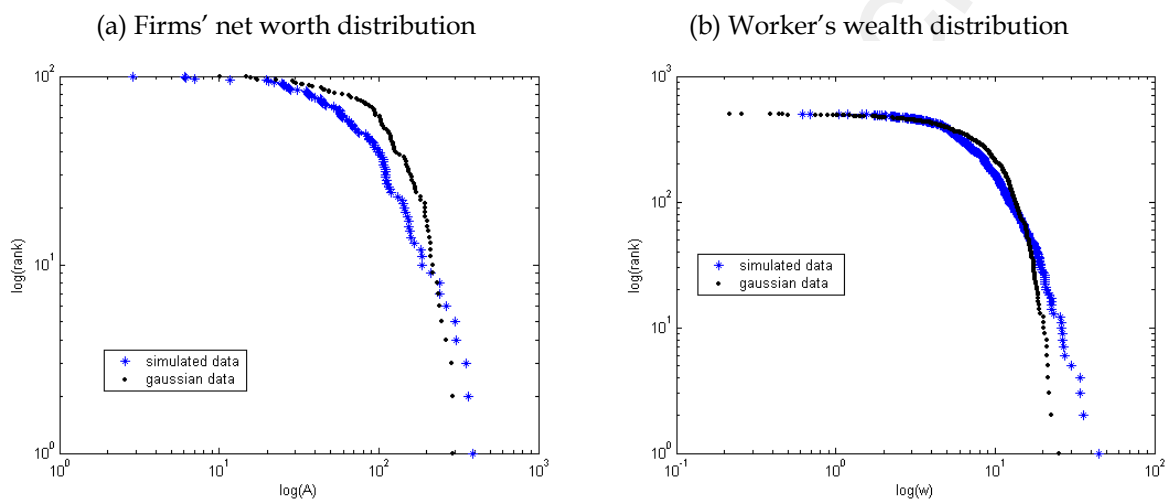 (a) Firms' net worth distribution
10^2
10^1
10^0
log(rank)
simulated data
gaussian data
10^0 10^1 10^2 10^3
log(A)
(b) Worker's wealth distribution
10^3
10^2
10^1
10^0
log(rank)
simulated data
gaussian data
10^-1 10^0 10^1 10^2
log(w)